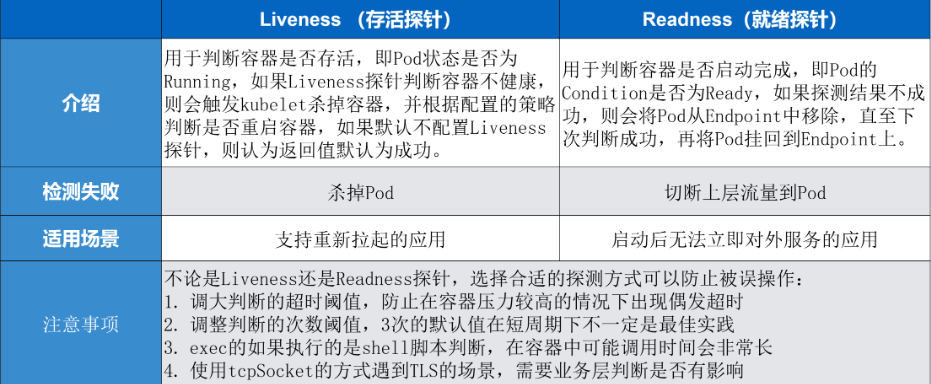 Liveness （存活探针） Readness（就绪探针）
介绍
用于判断容器是否存活，即Pod状态是否为
Running，如果Liveness探针判断容器不健康，
则会触发kubelet杀掉容器，并根据配置的策略
判断是否重启容器，如果默认不配置Liveness
探针，则认为返回值默认为成功。
用于判断容器是否启动完成，即Pod的
Condition是否为Ready，如果探测结果不成
功，则会将Pod从Endpoint中移除，直至下
次判断成功，再将Pod挂回到Endpoint上。
检测失败 杀掉Pod 切断上层流量到Pod
适用场景 支持重新拉起的应用 启动后无法立即对外服务的应用
注意事项
不论是Liveness还是Readness探针，选择合适的探测方式可以防止被误操作：
1. 调大判断的超时阈值，防止在容器压力较高的情况下出现偶发超时
2. 调整判断的次数阈值，3次的默认值在短周期下不一定是最佳实践
3. exec的如果执行的是shell脚本判断，在容器中可能调用时间会非常长
4. 使用tcpSocket的方式遇到TLS的场景，需要业务层判断是否有影响